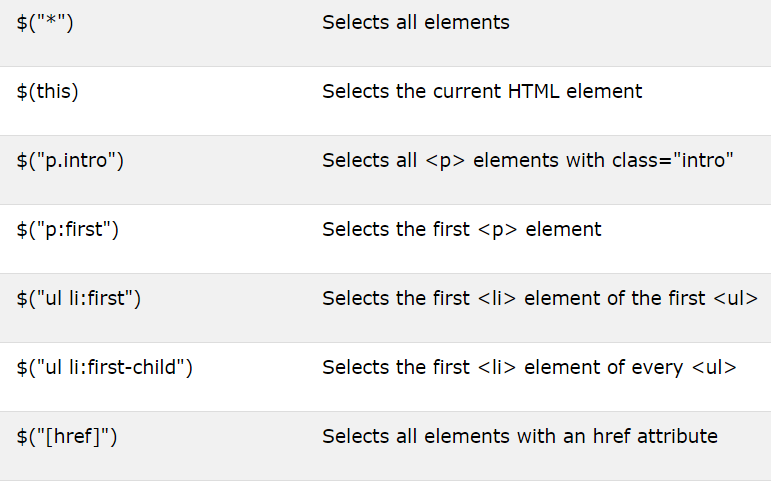 $("*") Selects all elements
$(this) Selects the current HTML element
$("p.intro") Selects all <p> elements with class="intro"
$("p:first") Selects the first <p> element
$("ul li:first") Selects the first <li> element of the first <ul>
$("ul li:first-child") Selects the first <li> element of every <ul>
$("[href]") Selects all elements with an href attribute